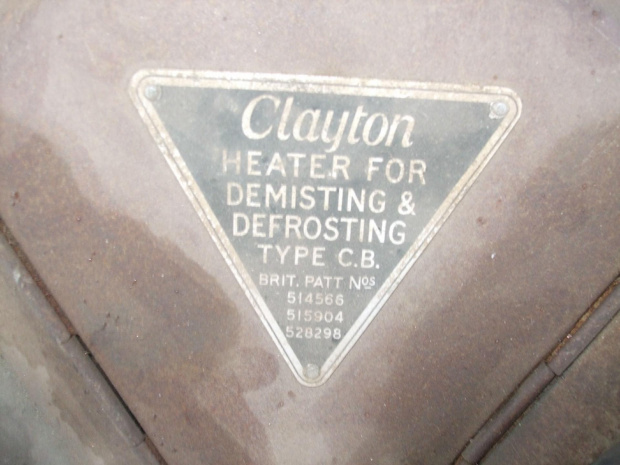 Clayton
HEATER FOR
DEMISTING &
DEFROSTING
TYPE C.B.
BRIT. PATT NOS
514566
515904
528298